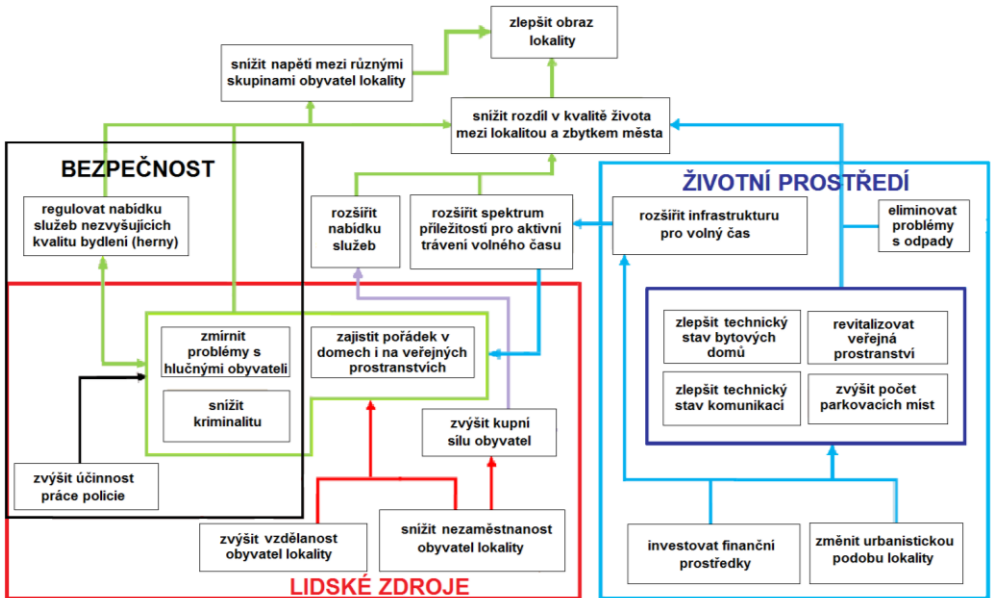 zlepšit obraz
lokality
snížit napětí mezi různými
skupinami obyvatel lokality
snížit rozdíl v kvalitě života
mezi lokalitou a zbytkem města
BEZPEČNOST
ŽIVOTNÍ PROSTŘEDÍ
regulovat nabídku
služeb nezvyšujících
kvalitu bydlení (herny)
rozšířit
nabídku
služeb
rozšířit spektrum
příležitostí pro aktivní
trávení volného času
rozšířit infrastrukturu
pro volný čas
eliminovat
problémy
s odpady
zmírnit
problémy s
hlučnými obyvateli
zajistit pořádek v
domech i na veřejných
prostranstvích
zlepšit technický
stav bytových
domů
revitalizovat
veřejná
prostranství
snížit
kriminalitu
zlepšit technický
stav komunikací
zvýšit počet
parkovacích míst
zvýšit kupní
sílu obyvatel
zvýšit účinnost
práce policie
zvýšit vzdělanost
obyvatel lokality
snížit nezaměstnanost
obyvatel lokality
investovat finanční
prostředky
změnit urbanistickou
podobu lokality
LIDSKÉ ZDROJE